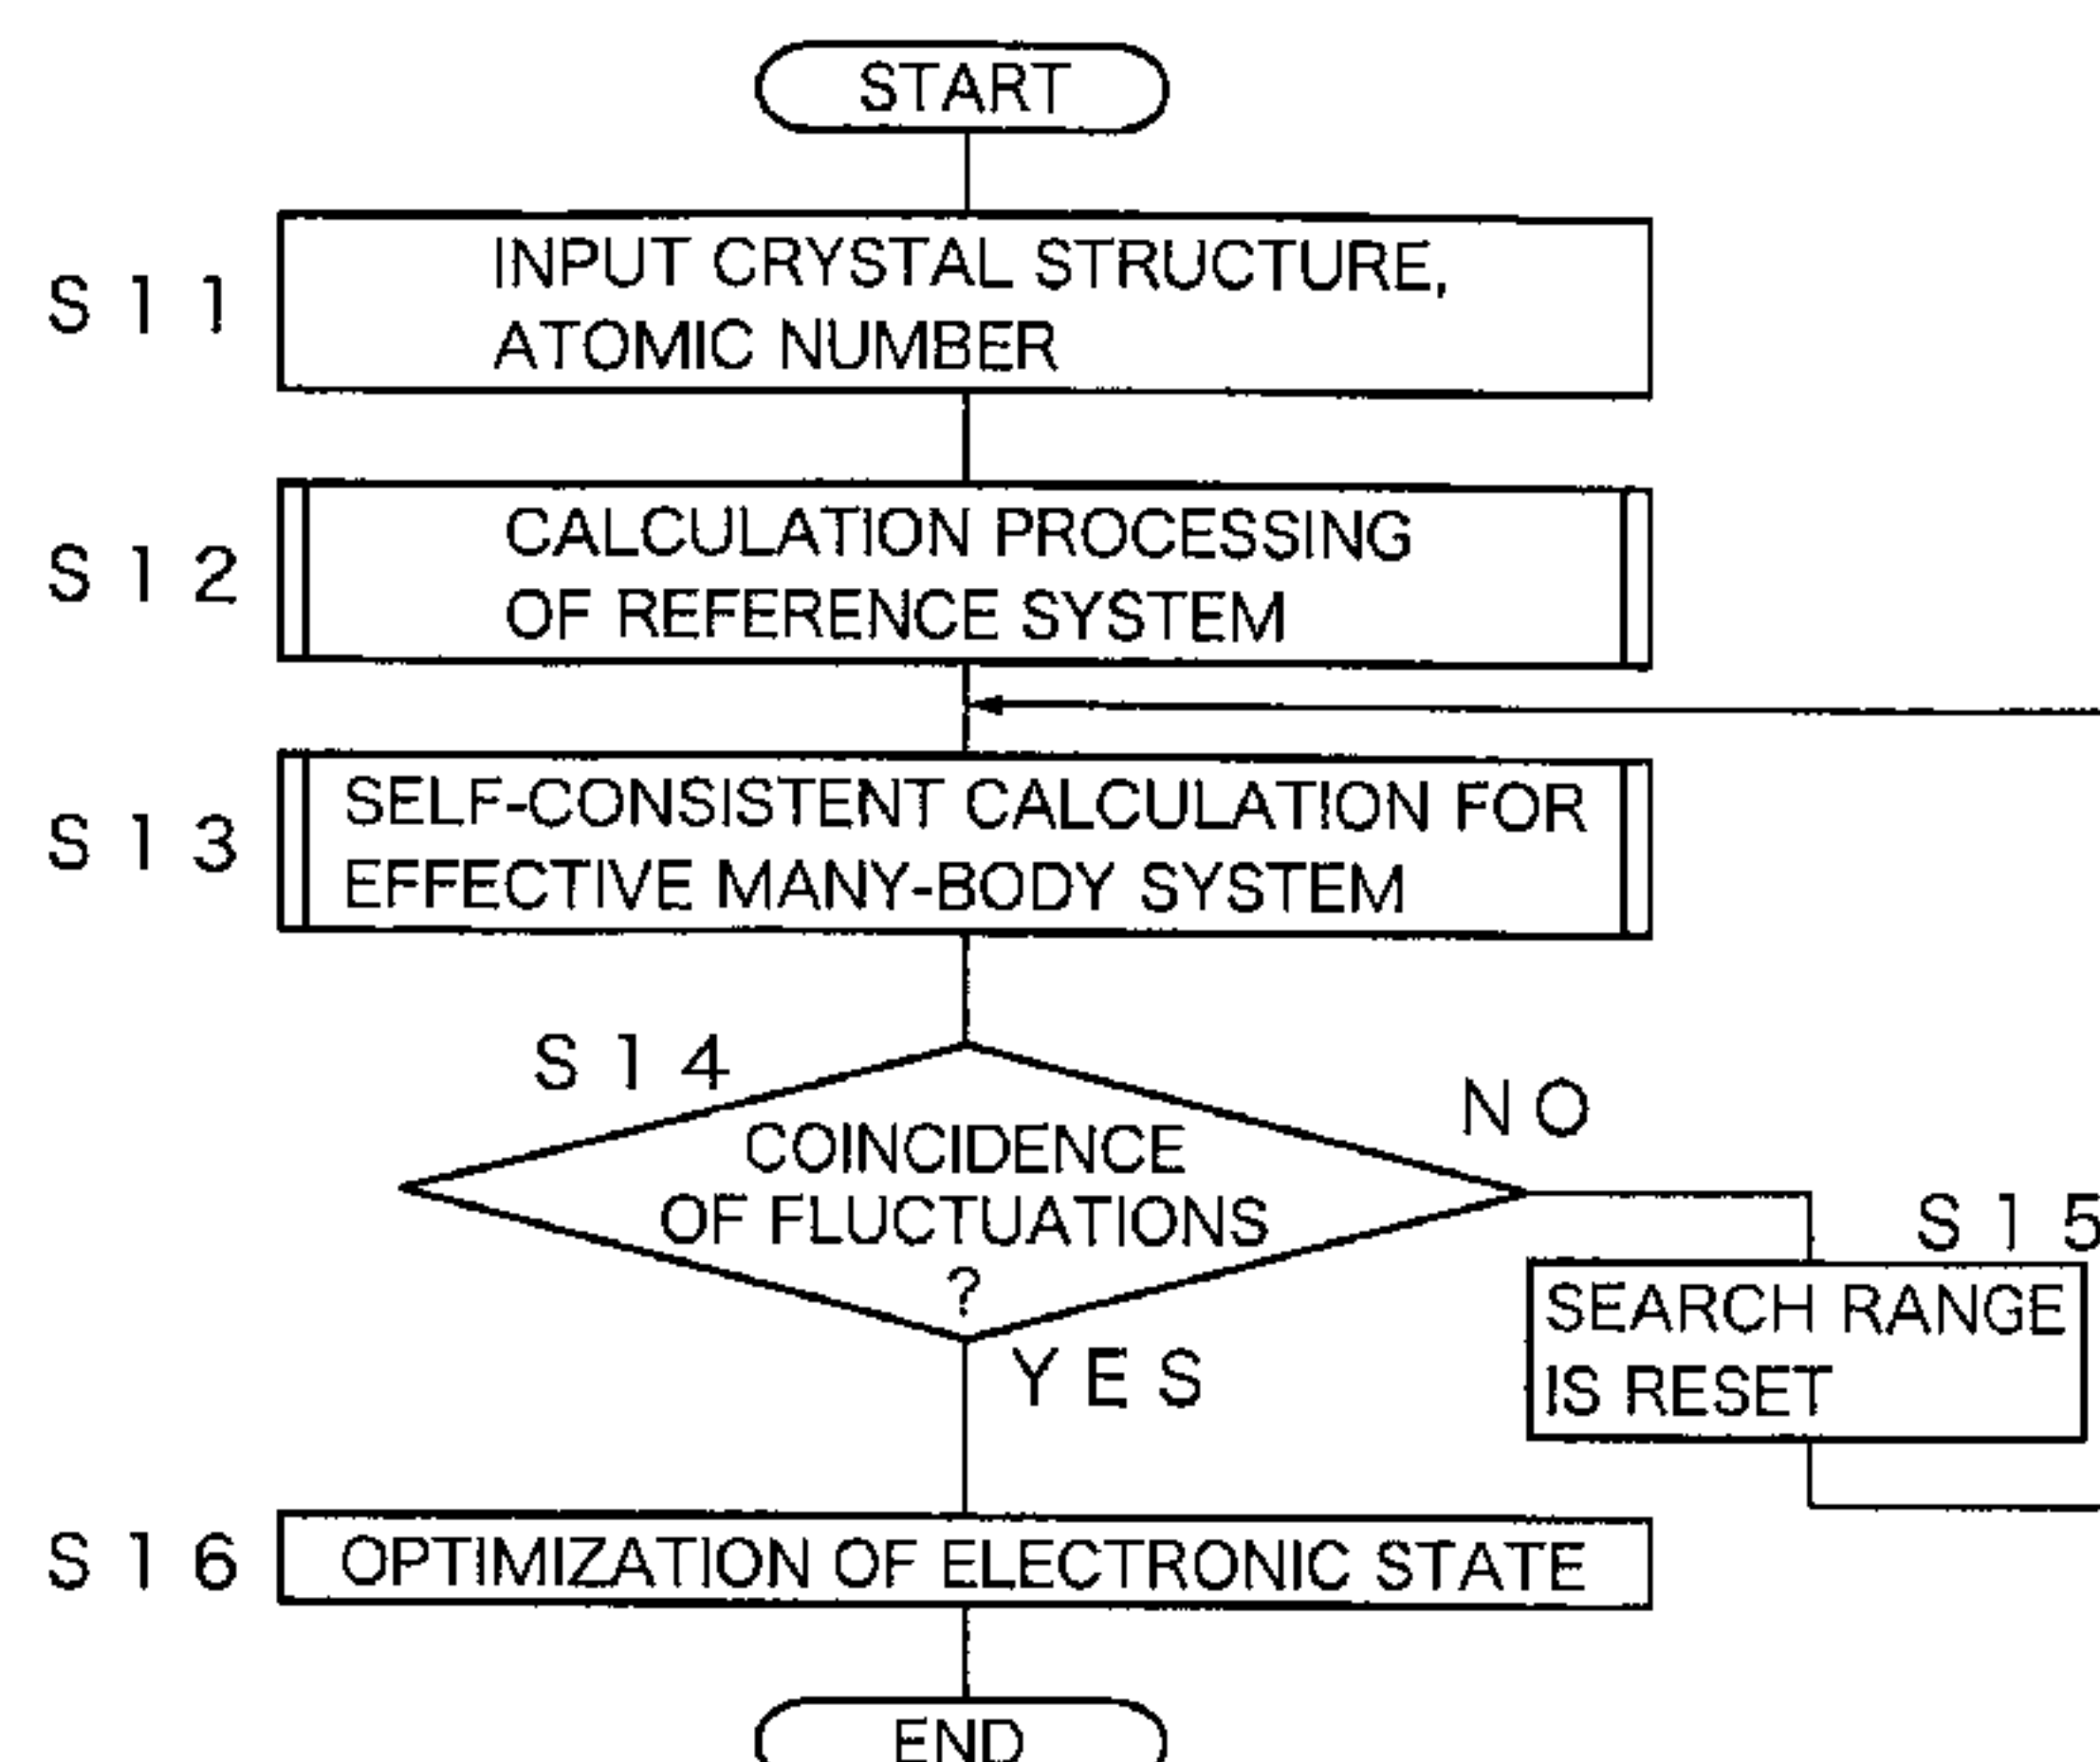 START
S11
INPUT CRYSTAL STRUCTURE,
ATOMIC NUMBER
S12
CALCULATION PROCESSING
OF REFERENCE SYSTEM
S13
SELF-CONSISTENT CALCULATION FOR
EFFECTIVE MANY-BODY SYSTEM
S14
COINCIDENCE
OF FLUCTUATIONS
?
NO
S15
SEARCH RANGE
IS RESET
YES
S16
OPTIMIZATION OF ELECTRONIC STATE
END